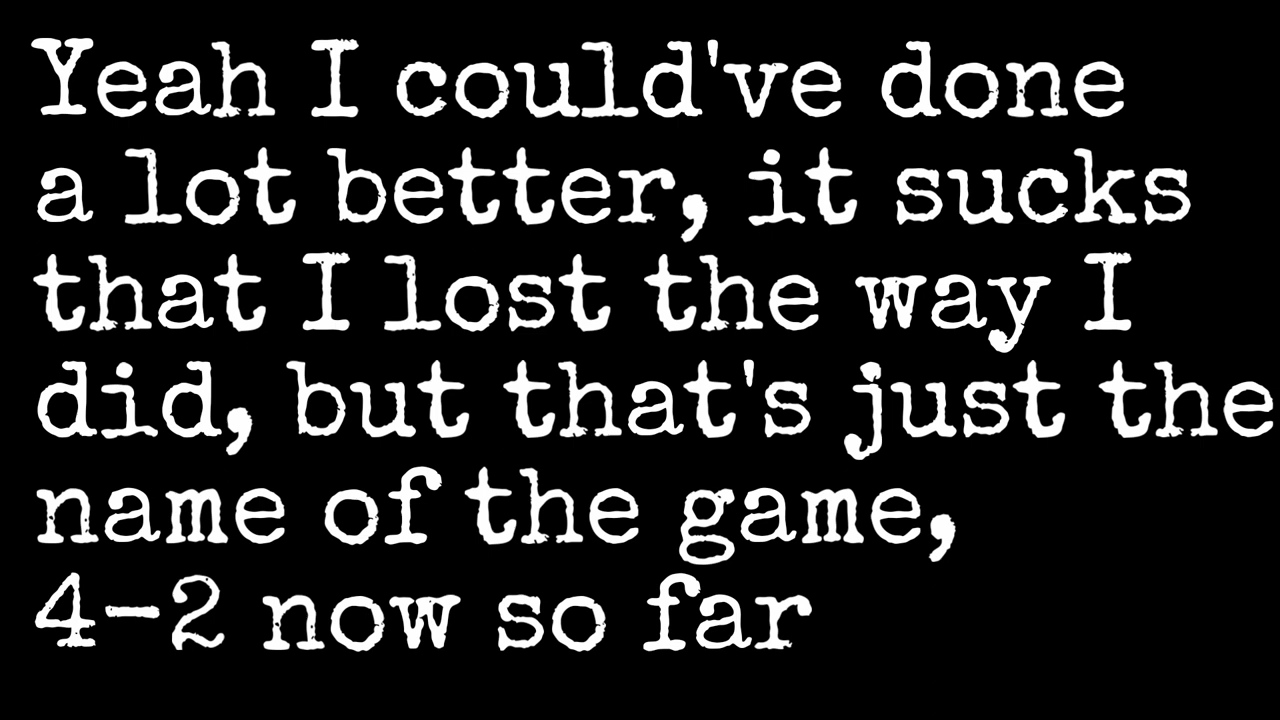 Yeah I could've done
a lot better, it sucks
that I lost the way I
did, but that's just the
name of the game,
4-2 now so far